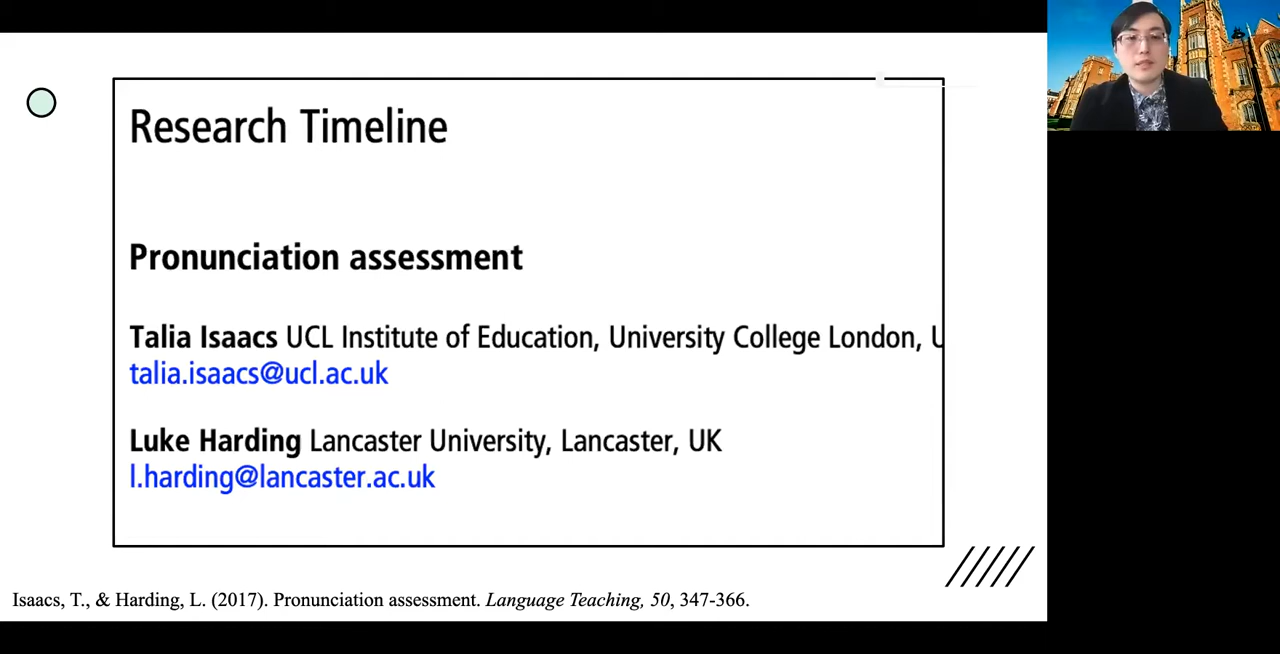 Research Timeline
Pronunciation assessment
Talia Isaacs UCL Institute of Education, University College London, U
talia.isaacs@ucl.ac.uk
Luke Harding Lancaster University, Lancaster, UK
l.harding@lancaster.ac.uk
Isaacs, T., & Harding, L. (2017). Pronunciation assessment. Language Teaching, 50, 347-366.